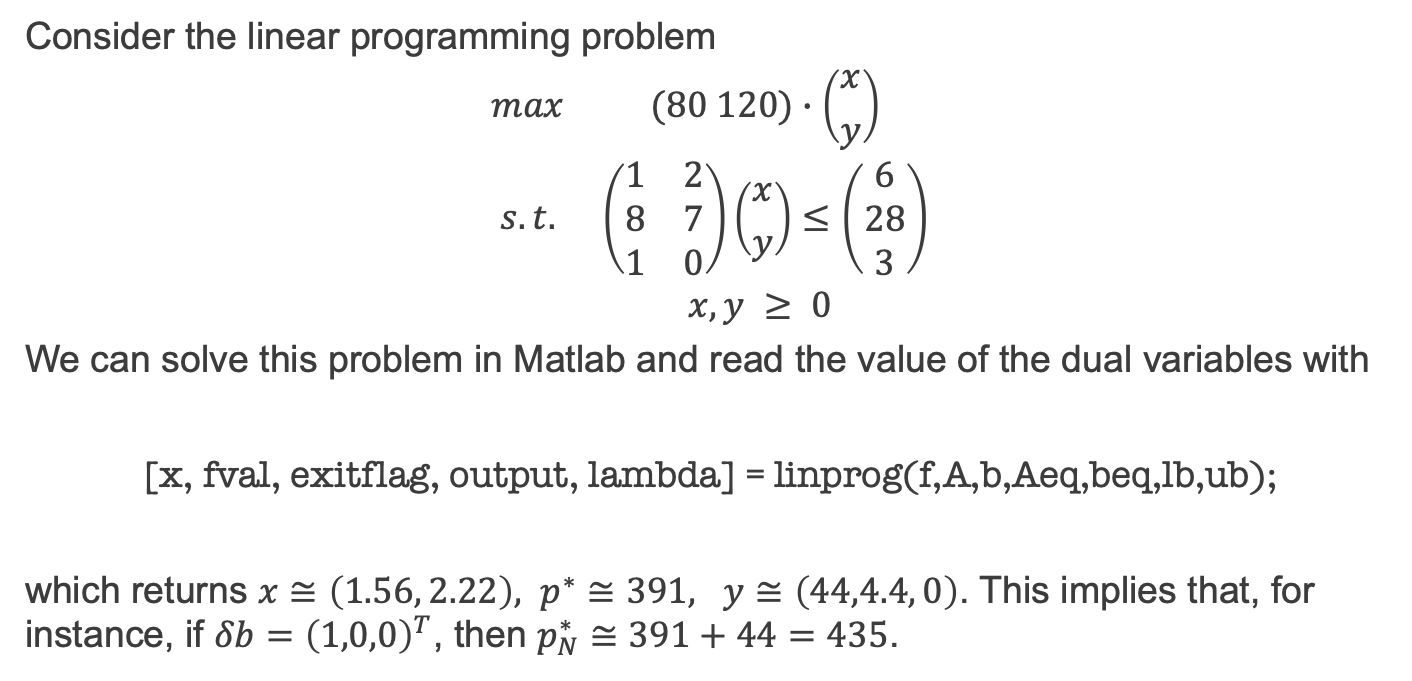 Consider the linear programming problem
max (80 120) · (x
y)
s.t. (1 2
8 7
1 0) (x
y) ≤ (6
28
3)
x, y ≥ 0
We can solve this problem in Matlab and read the value of the dual variables with
[x, fval, exitflag, output, lambda] = linprog(f,A,b,Aeq,beq,lb,ub);
which returns x ≅ (1.56, 2.22), p* ≅ 391, y ≅ (44,4.4, 0). This implies that, for
instance, if δb = (1,0,0)ᵀ, then p*_N ≅ 391 + 44 = 435.